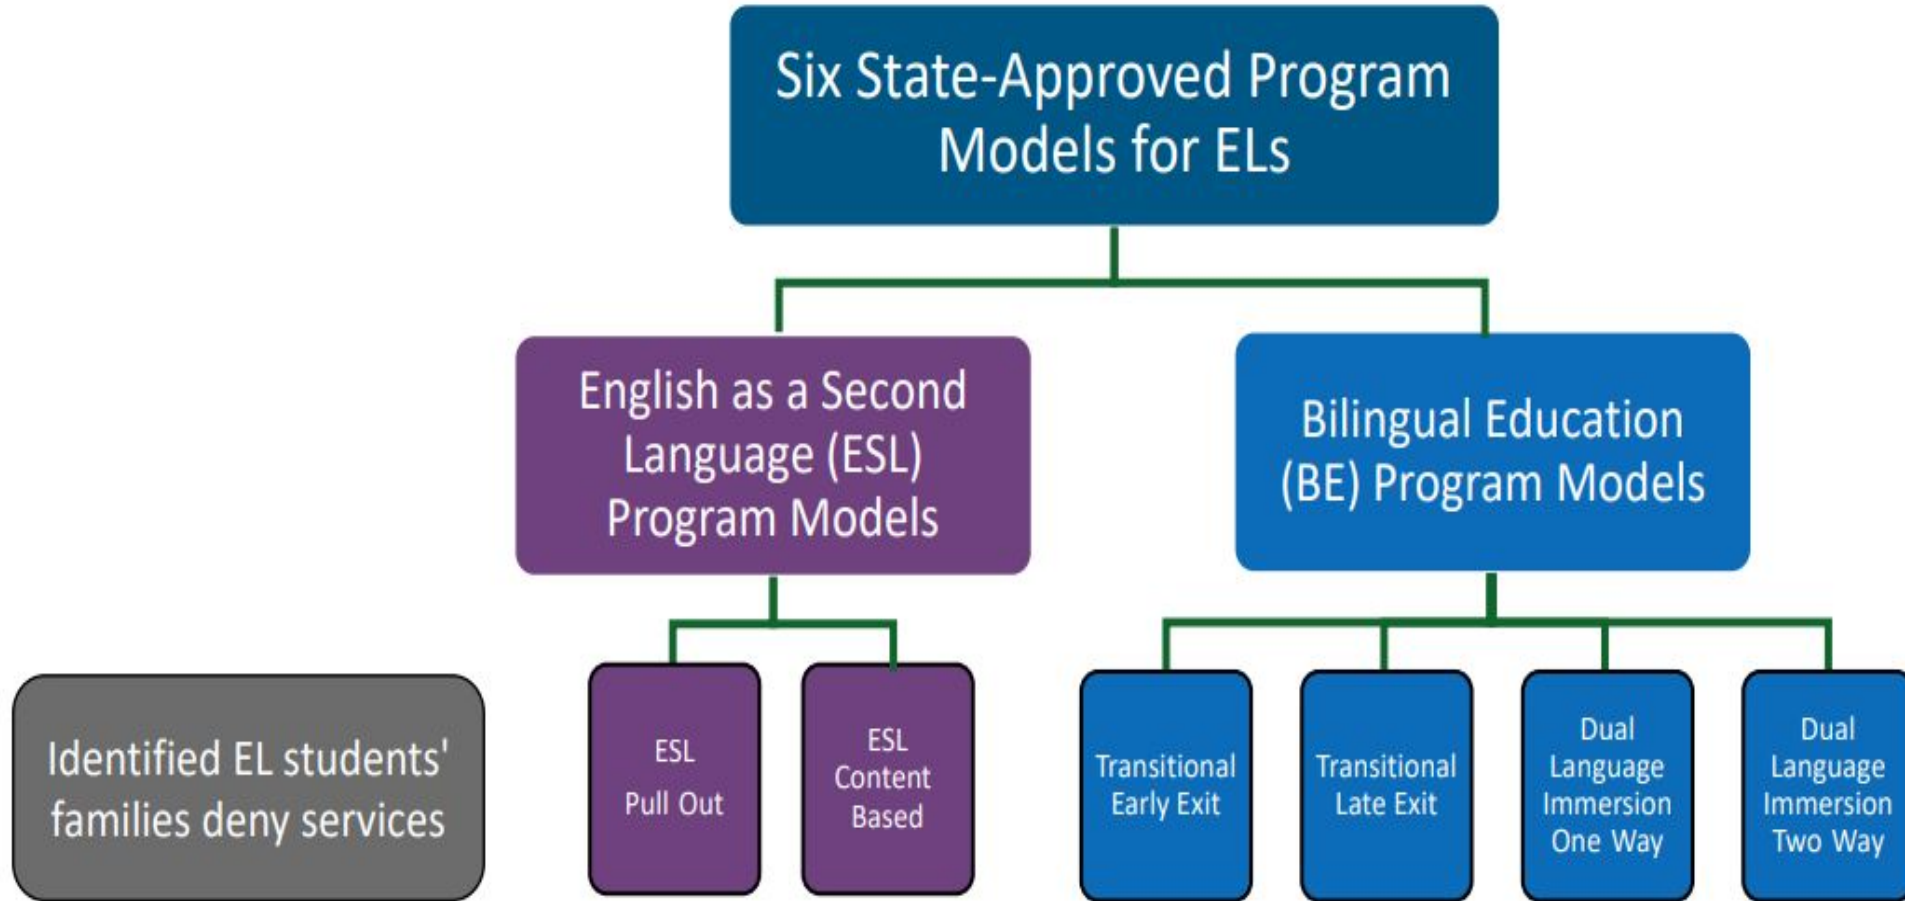 Six State-Approved Program
Models for ELs
English as a Second
Language (ESL)
Program Models
Bilingual Education
(BE) Program Models
Identified EL students'
families deny services
ESL
Pull Out
ESL
Content
Based
Transitional
Early Exit
Transitional
Late Exit
Dual
Language
Immersion
One Way
Dual
Language
Immersion
Two Way